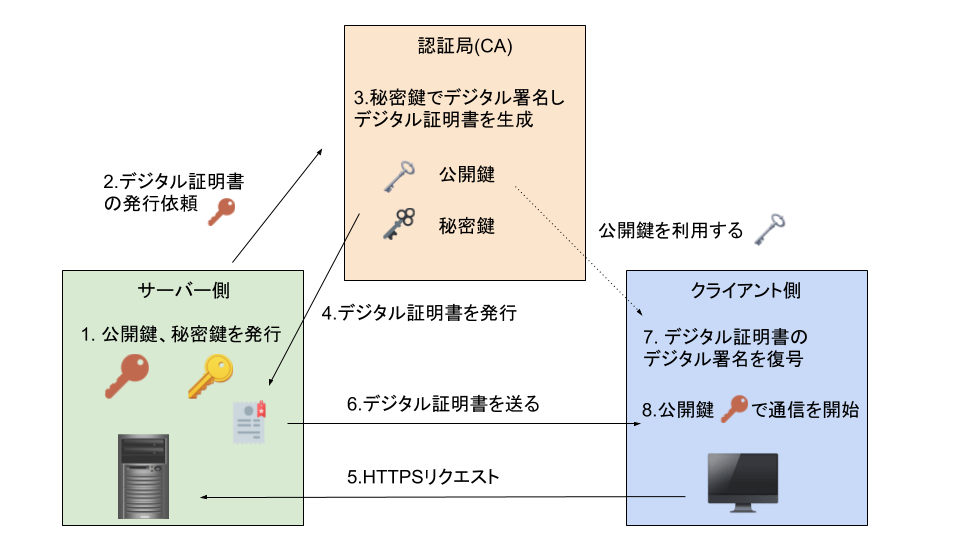 認証局(CA)
3.秘密鍵でデジタル署名し
デジタル証明書を生成
公開鍵
秘密鍵
2.デジタル証明書
の発行依頼
公開鍵を利用する
サーバー側
1. 公開鍵、秘密鍵を発行
4.デジタル証明書を発行
クライアント側
7. デジタル証明書の
デジタル署名を復号
6.デジタル証明書を送る
8.公開鍵 で通信を開始
5.HTTPSリクエスト